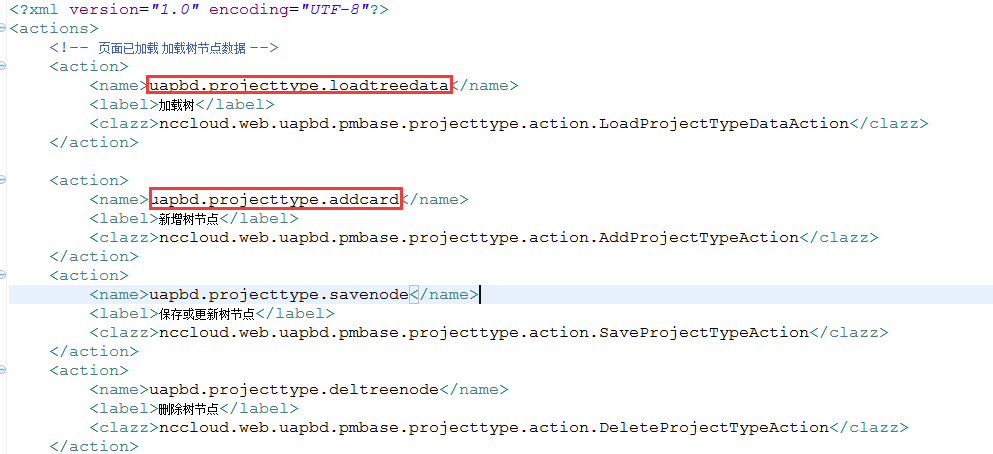 <?xml version="1.0" encoding="UTF-8"?>
<actions>
<!-- 页面已加载 加载树节点数据 -->
<action>
<name>uapbd.projecttype.loadtreedata</name>
<label>加载树</label>
<clazz>nccloud.web.uapbd.pmbase.projecttype.action.LoadProjectTypeDataAction</clazz>
</action>
<action>
<name>uapbd.projecttype.addcard</name>
<label>新增树节点</label>
<clazz>nccloud.web.uapbd.pmbase.projecttype.action.AddProjectTypeAction</clazz>
</action>
<action>
<name>uapbd.projecttype.savenode</name>
<label>保存或更新树节点</label>
<clazz>nccloud.web.uapbd.pmbase.projecttype.action.SaveProjectTypeAction</clazz>
</action>
<action>
<name>uapbd.projecttype.deltreenode</name>
<label>删除树节点</label>
<clazz>nccloud.web.uapbd.pmbase.projecttype.action.DeleteProjectTypeAction</clazz>
</action>